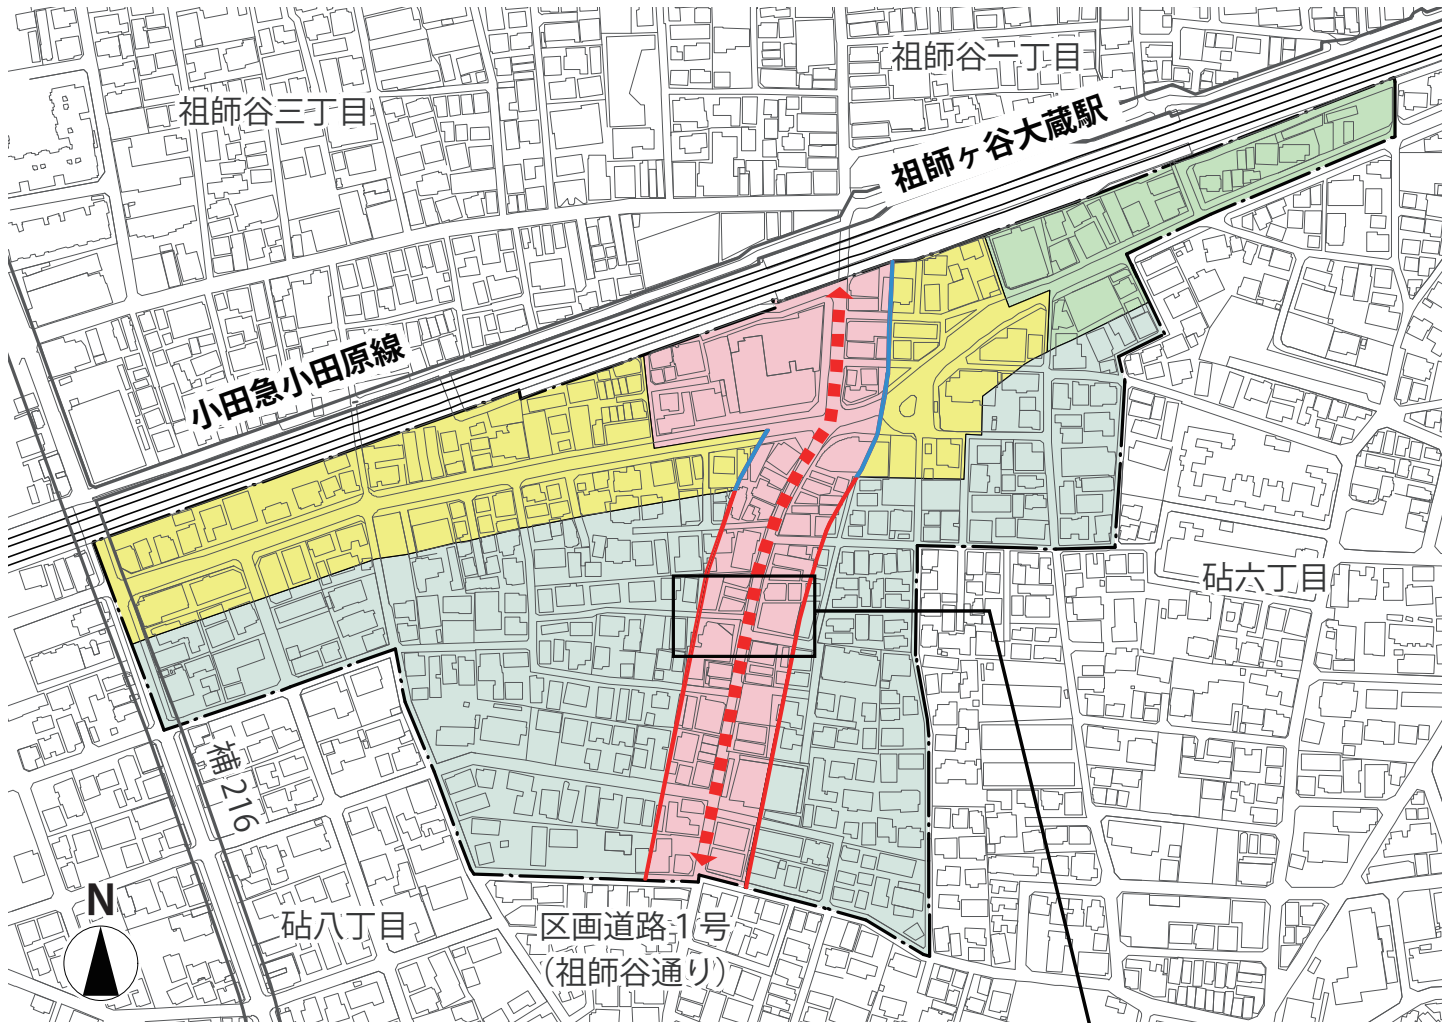 祖師谷一丁目
祖師谷三丁目
祖師ヶ谷大蔵駅
小田急小田原線
砧六丁目
補216
N
砧八丁目
区画道路1号
（祖師谷通り）